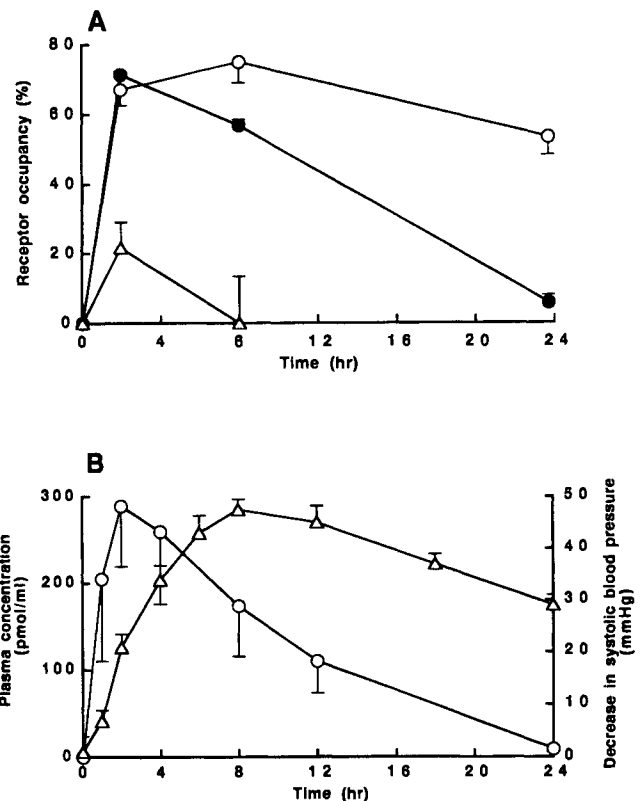 A
Receptor occupancy (%)
80
60
40
20
0
0 4 8 12 16 20 24
Time (hr)
B
Plasma concentration
(pmol/ml)
300
200
100
0
50
40
30
20
10
0
Decrease in systolic blood pressure
(mmHg)
0 4 8 12 16 20 24
Time (hr)